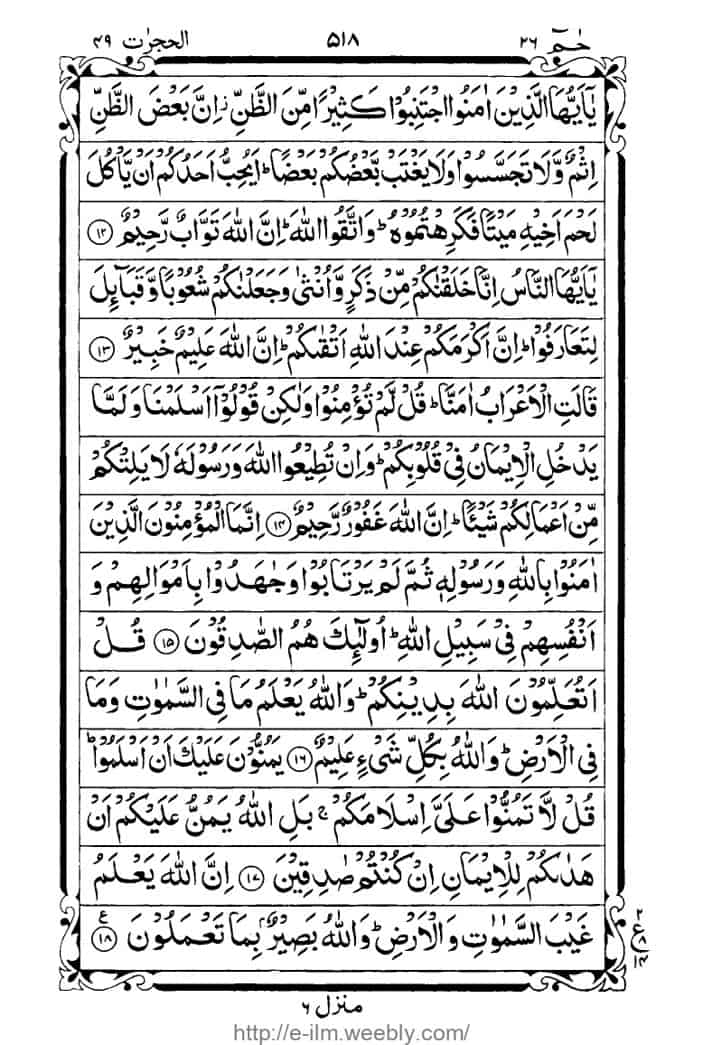 حٰمٓ ٢٦ ٥١٨ الحجرٰت ٤٩
يٰٓاَيُّهَا الَّذِيْنَ اٰمَنُوا اجْتَنِبُوْا كَثِيْرًا مِّنَ الظَّنِّ ز اِنَّ بَعْضَ الظَّنِّ
اِثْمٌ وَّلَا تَجَسَّسُوْا وَلَا يَغْتَبْ بَّعْضُكُمْ بَعْضًا ؕ اَيُحِبُّ اَحَدُكُمْ اَنْ يَّاْكُلَ
لَحْمَ اَخِيْهِ مَيْتًا فَكَرِهْتُمُوْهُ ؕ وَاتَّقُوا اللّٰهَ ؕ اِنَّ اللّٰهَ تَوَّابٌ رَّحِيْمٌ ١٢
يٰٓاَيُّهَا النَّاسُ اِنَّا خَلَقْنٰكُمْ مِّنْ ذَكَرٍ وَّاُنْثٰى وَجَعَلْنٰكُمْ شُعُوْبًا وَّقَبَآئِلَ
لِتَعَارَفُوْا ؕ اِنَّ اَكْرَمَكُمْ عِنْدَ اللّٰهِ اَتْقٰىكُمْ ؕ اِنَّ اللّٰهَ عَلِيْمٌ خَبِيْرٌ ١٣
قَالَتِ الْاَعْرَابُ اٰمَنَّا ؕ قُلْ لَّمْ تُؤْمِنُوْا وَلٰكِنْ قُوْلُوْٓا اَسْلَمْنَا وَلَمَّا
يَدْخُلِ الْاِيْمَانُ فِيْ قُلُوْبِكُمْ ؕ وَاِنْ تُطِيْعُوا اللّٰهَ وَرَسُوْلَهٗ لَا يَلِتْكُمْ
مِّنْ اَعْمَالِكُمْ شَيْئًا ؕ اِنَّ اللّٰهَ غَفُوْرٌ رَّحِيْمٌ ١٤ اِنَّمَا الْمُؤْمِنُوْنَ الَّذِيْنَ
اٰمَنُوْا بِاللّٰهِ وَرَسُوْلِهٖ ثُمَّ لَمْ يَرْتَابُوْا وَجٰهَدُوْا بِاَمْوَالِهِمْ وَ
اَنْفُسِهِمْ فِيْ سَبِيْلِ اللّٰهِ ؕ اُولٰٓئِكَ هُمُ الصّٰدِقُوْنَ ١٥ قُلْ
اَتُعَلِّمُوْنَ اللّٰهَ بِدِيْنِكُمْ ؕ وَاللّٰهُ يَعْلَمُ مَا فِي السَّمٰوٰتِ وَمَا
فِي الْاَرْضِ ؕ وَاللّٰهُ بِكُلِّ شَيْءٍ عَلِيْمٌ ١٦ يَمُنُّوْنَ عَلَيْكَ اَنْ اَسْلَمُوْا ؕ
قُلْ لَّا تَمُنُّوْا عَلَيَّ اِسْلَامَكُمْ ۚ بَلِ اللّٰهُ يَمُنُّ عَلَيْكُمْ اَنْ
هَدٰىكُمْ لِلْاِيْمَانِ اِنْ كُنْتُمْ صٰدِقِيْنَ ١٧ اِنَّ اللّٰهَ يَعْلَمُ
غَيْبَ السَّمٰوٰتِ وَالْاَرْضِ ؕ وَاللّٰهُ بَصِيْرٌۢ بِمَا تَعْمَلُوْنَ ١٨ ع
٢
ع ٨
١٤
منزل ٦
http://e-ilm.weebly.com/